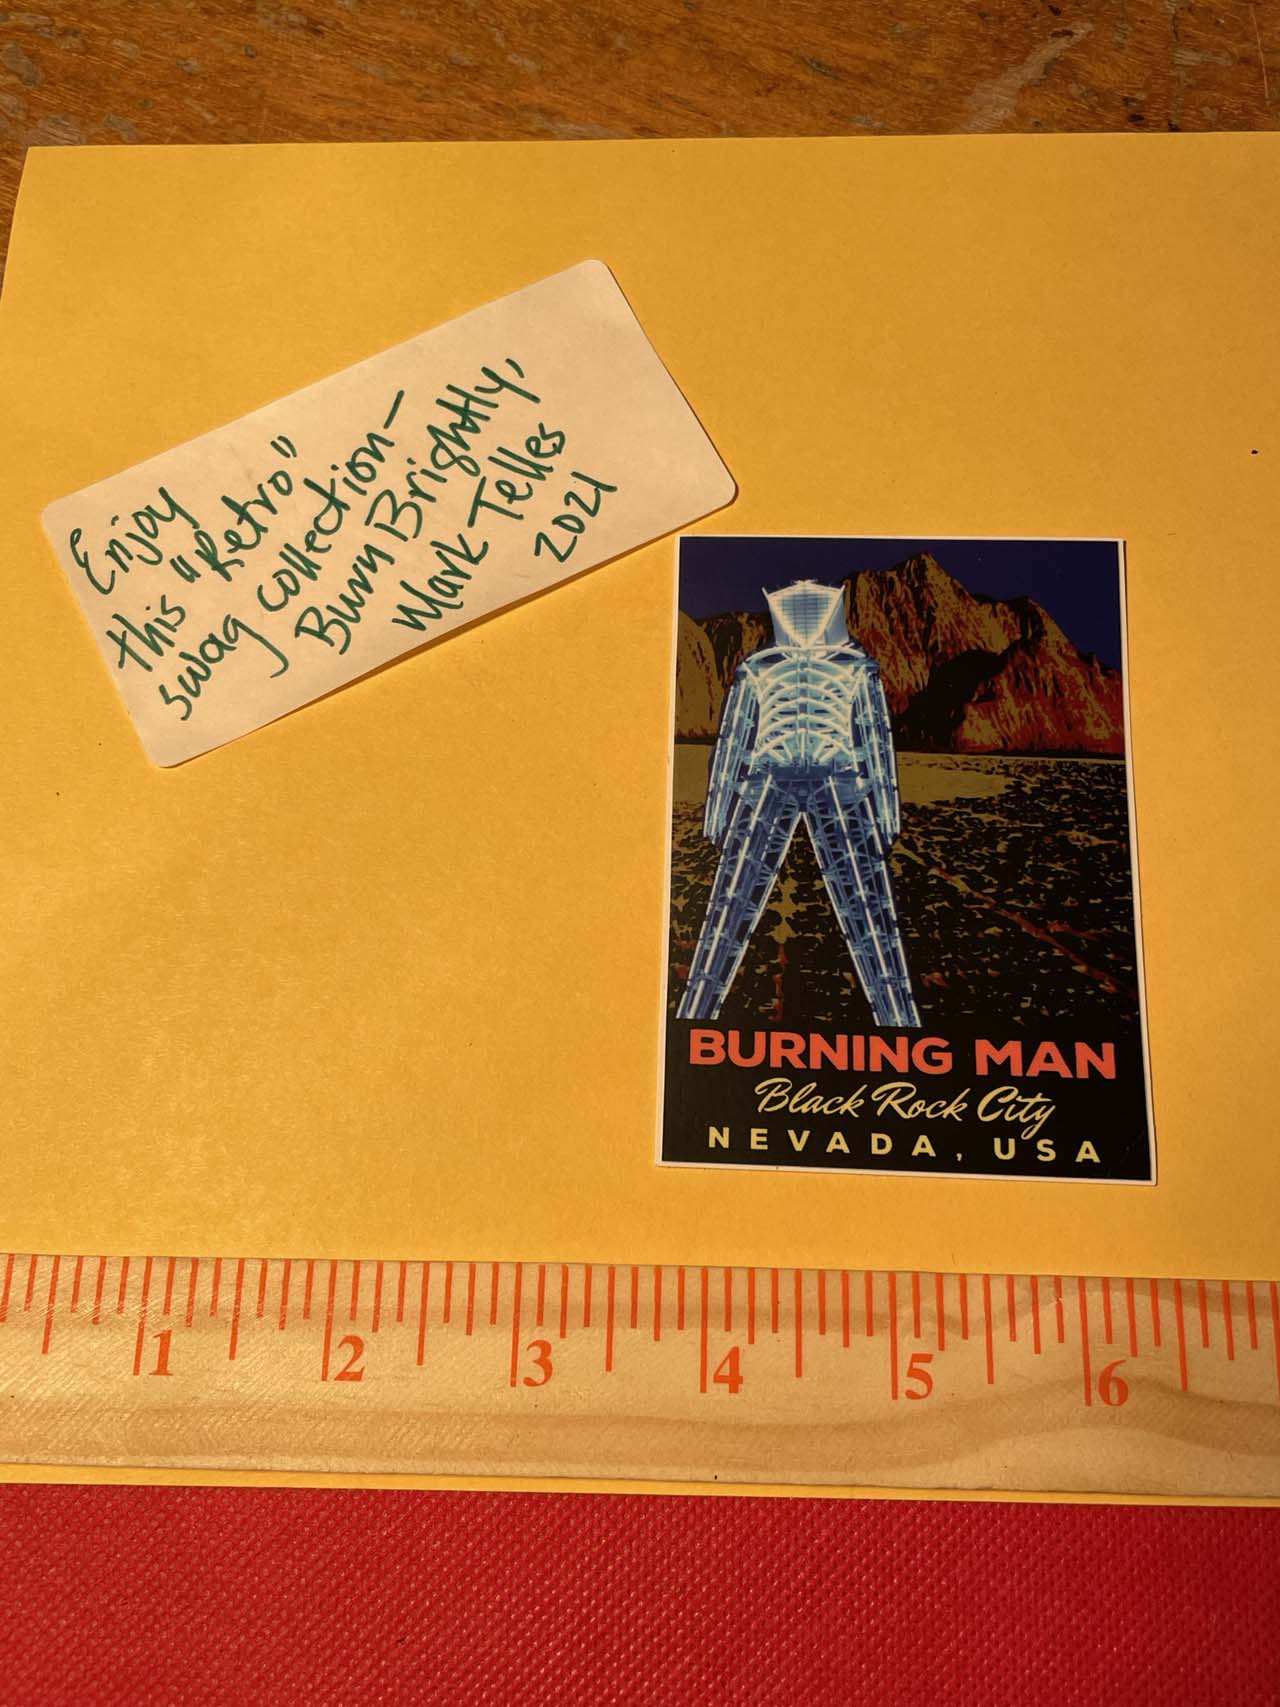 Enjoy
this "Retro"
swag collection—
Burn Brightly,
Mark Telles
2021
BURNING MAN
Black Rock City
NEVADA, USA
1 2 3 4 5 6